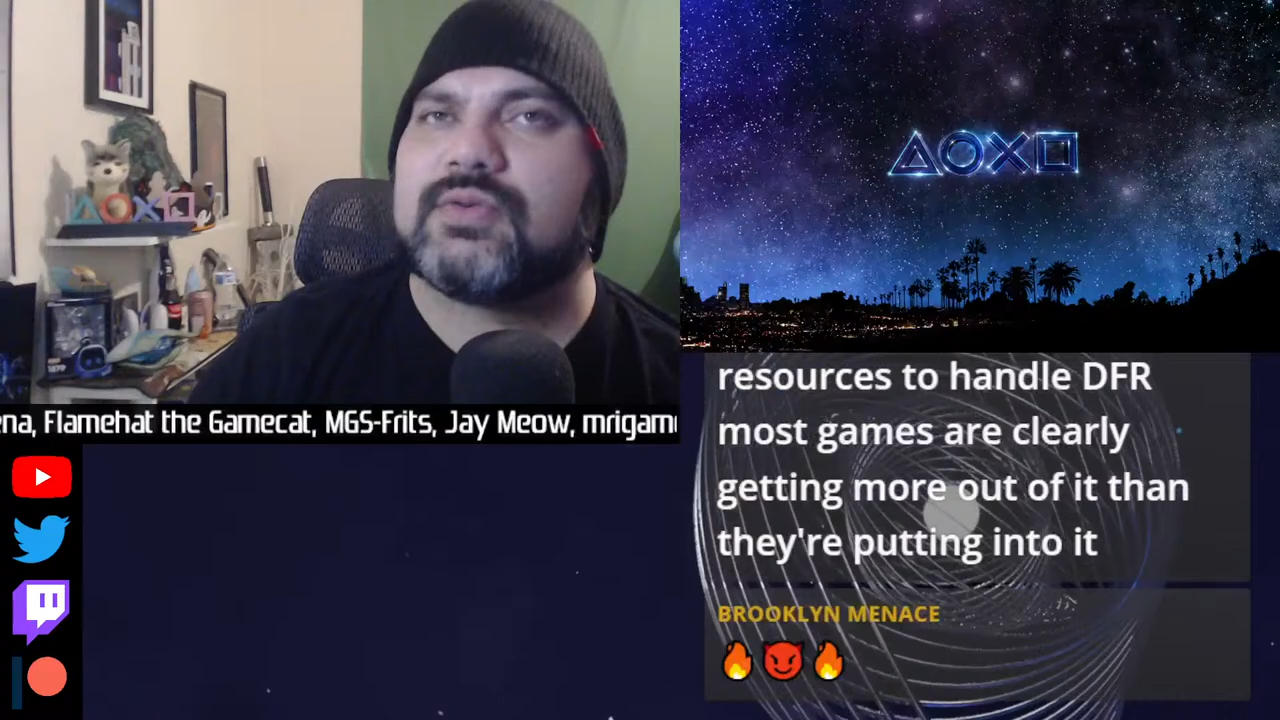 ena, Flamehat the Gamecat, MGS-Frits, Jay Meow, mrigam
resources to handle DFR
most games are clearly
getting more out of it than
they're putting into it
BROOKLYN MENACE
🔥😈🔥